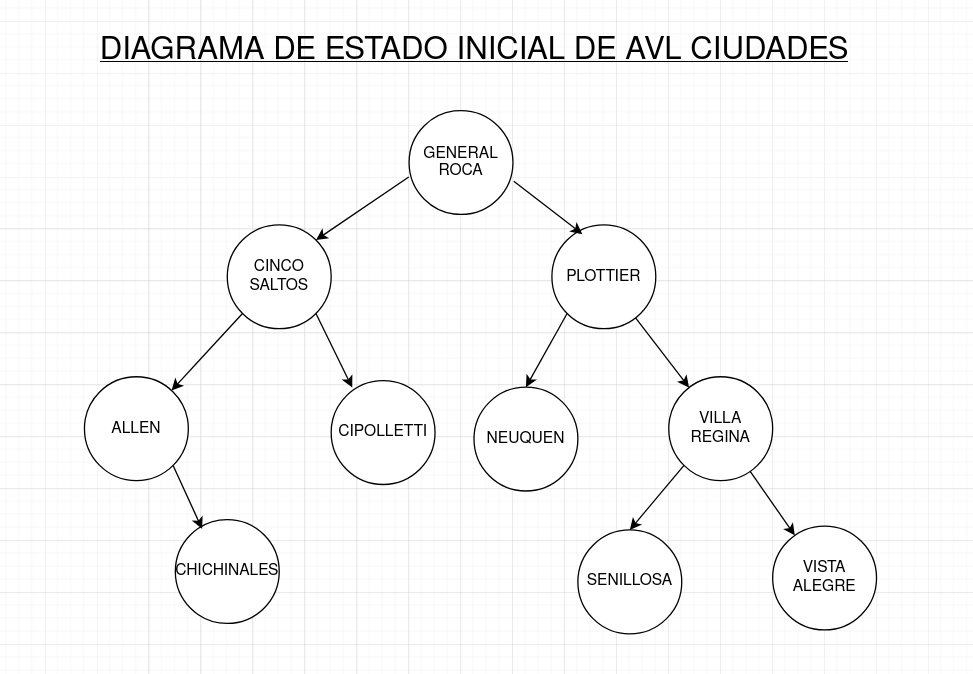 DIAGRAMA DE ESTADO INICIAL DE AVL CIUDADES
GENERAL
ROCA
CINCO
SALTOS
PLOTTIER
ALLEN
CIPOLLETTI
NEUQUEN
VILLA
REGINA
CHICHINALES
SENILLOSA
VISTA
ALEGRE